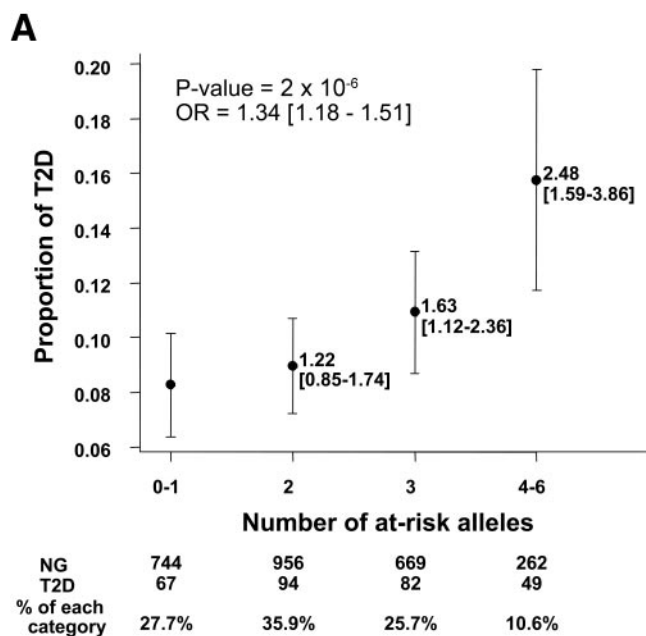 A
P-value = 2 x 10⁻⁶
OR = 1.34 [1.18 - 1.51]
Proportion of T2D
0.20
0.18
0.16
0.14
0.12
0.10
0.08
0.06
2.48
[1.59-3.86]
1.63
[1.12-2.36]
1.22
[0.85-1.74]
0-1 2 3 4-6
Number of at-risk alleles
NG 744 956 669 262
T2D 67 94 82 49
% of each
category 27.7% 35.9% 25.7% 10.6%